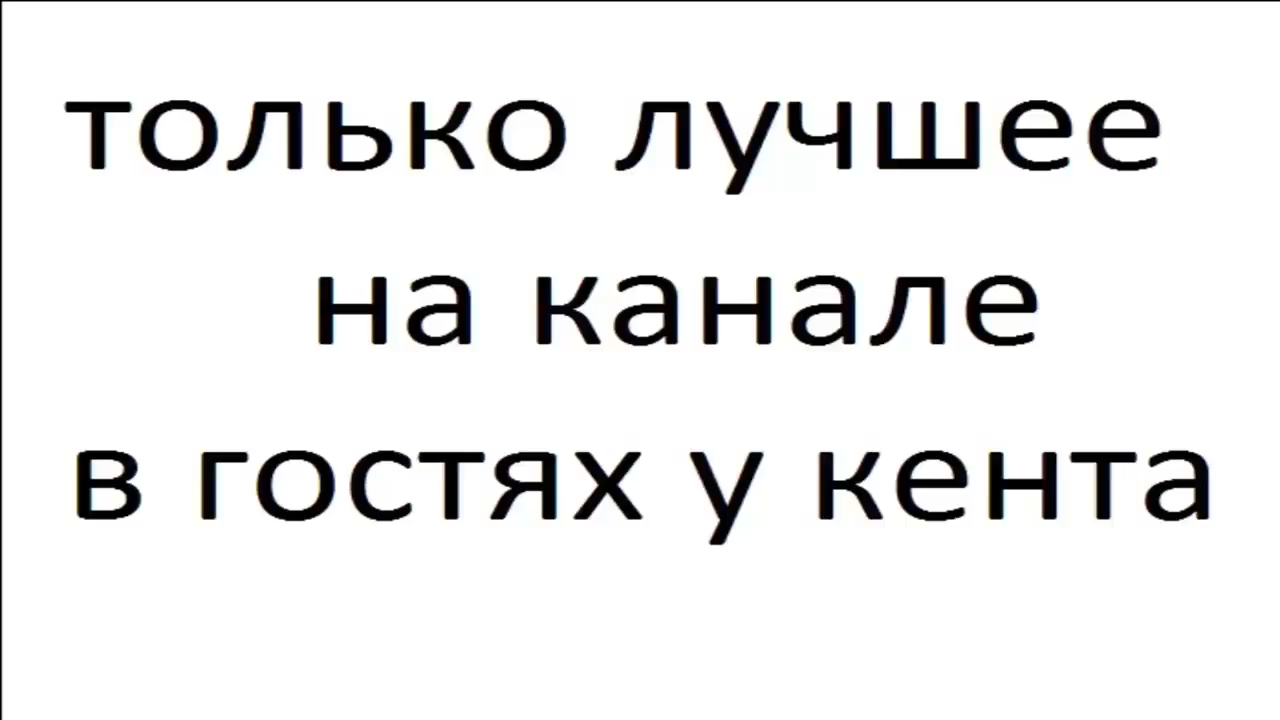 только лучшее
на канале
в гостях у кента